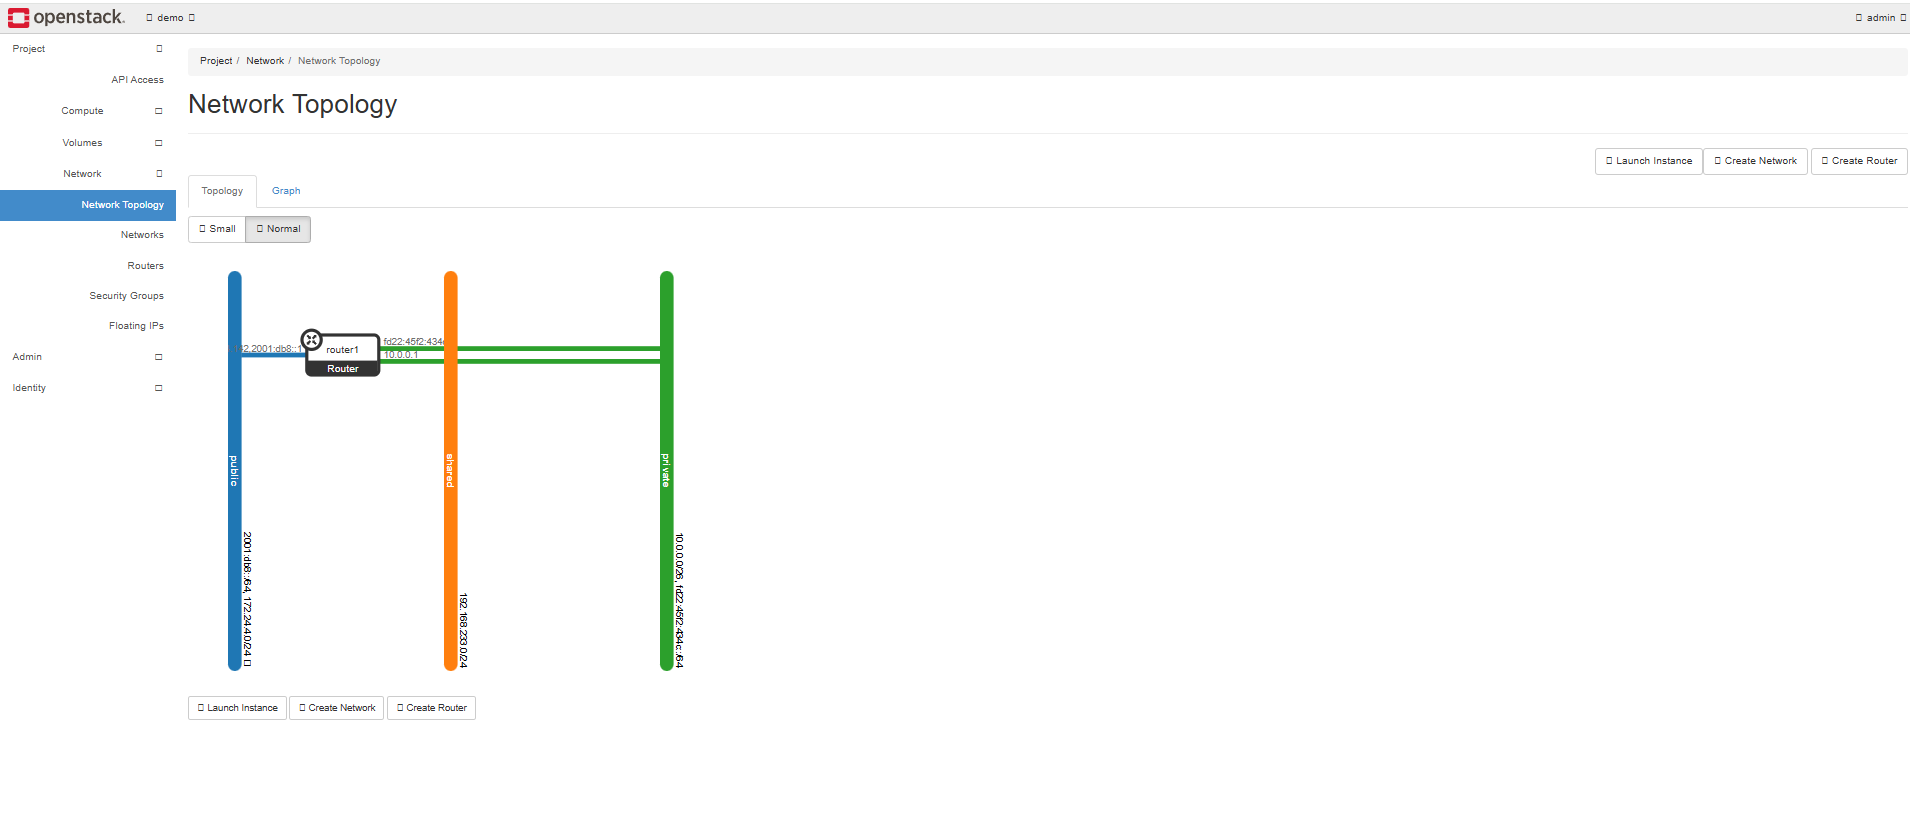 openstack. demo admin
Project
API Access
Compute
Volumes
Network
Network Topology
Networks
Routers
Security Groups
Floating IPs
Admin
Identity
Project / Network / Network Topology
Network Topology
Launch Instance Create Network Create Router
Topology Graph
Small Normal
2001:db8::1
router1
Router
fd22:45f2:434
10.0.0.1
public
2001:db8::/64, 172.24.4.0/24
shared
192.168.233.0/24
private
10.0.0.0/26, fd22:45f2:434c::/64
Launch Instance Create Network Create Router